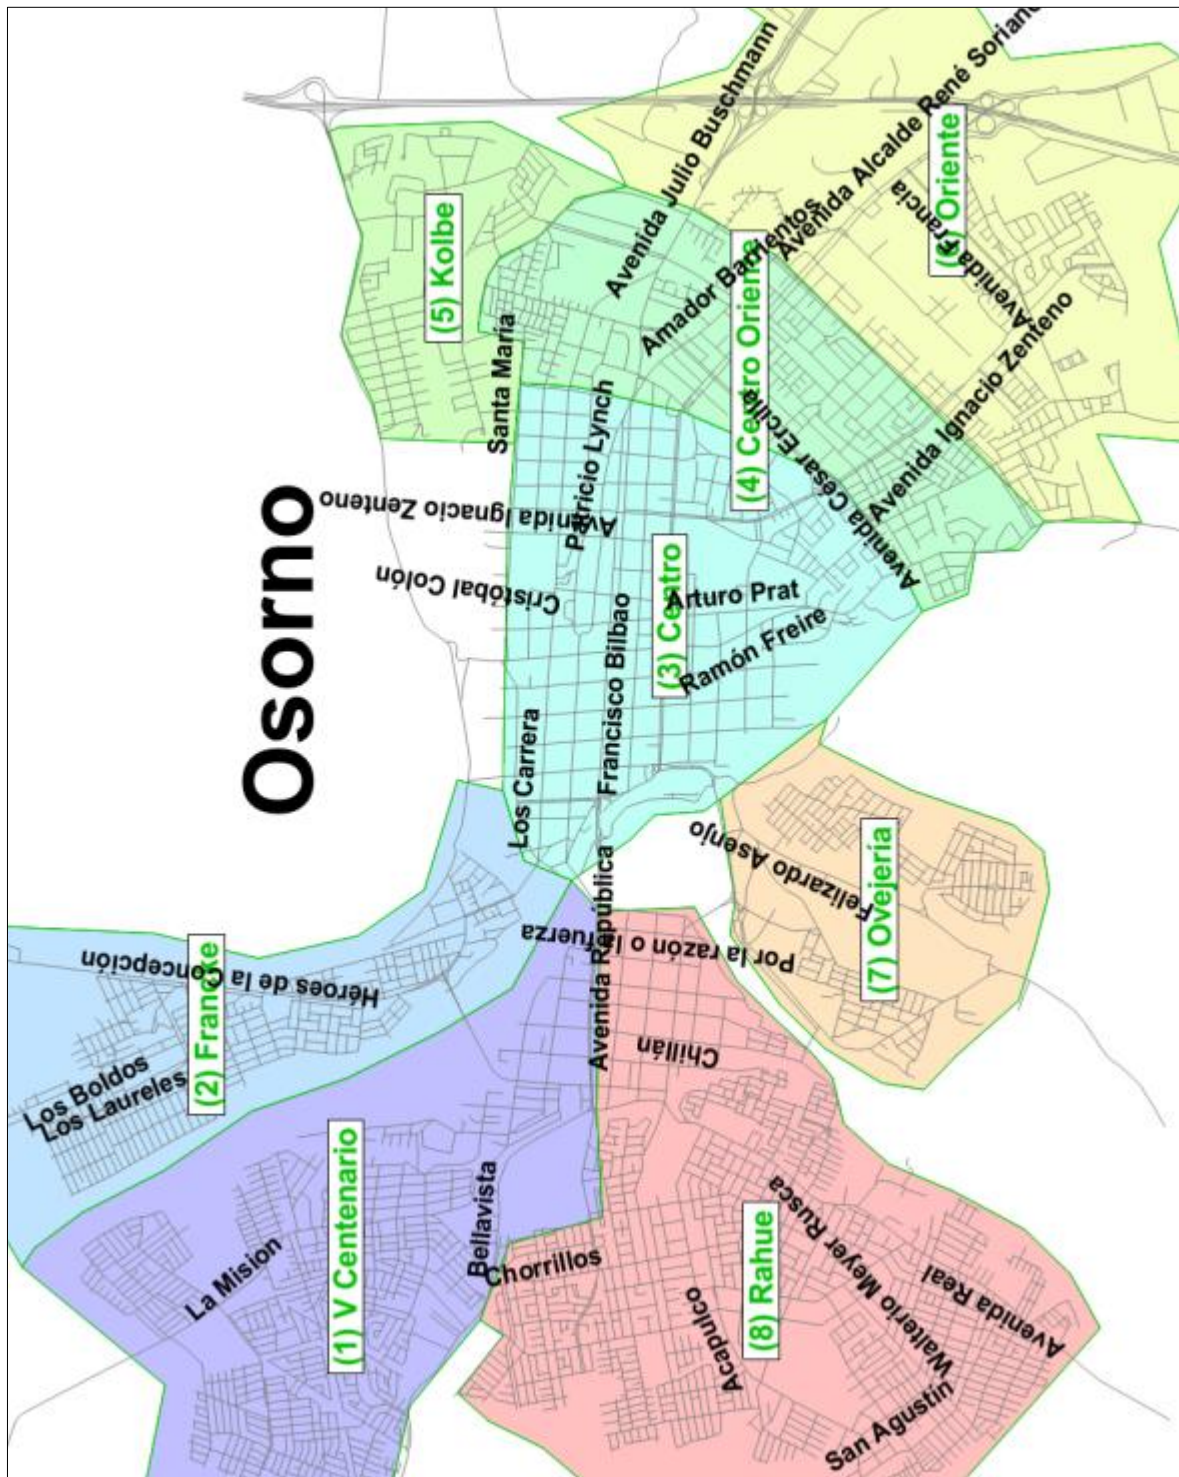 Osorno
(1) V Centenario
(2) Francke
(3) Centro
(4) Centro Oriente
(5) Kolbe
(6) Oriente
(7) Ovejería
(8) Rahue
Avenida Julio Buschmann
Avenida Alcalde René Soriano
Amador Barrientos
Avenida Francia
Avenida Ignacio Zenteno
Avenida César Ercilla
Santa María
Patricio Lynch
Avenida Ignacio Zenteno
Cristóbal Colón
Arturo Prat
Ramón Freire
Francisco Bilbao
Los Carrera
Felizardo Asenjo
Avenida República
Por la razón o la fuerza
Héroes de la Concepción
Los Boldos
Los Laureles
Chillán
La Mision
Bellavista
Chorrillos
Acapulco
Walterio Meyer Rusca
Avenida Real
San Agustín